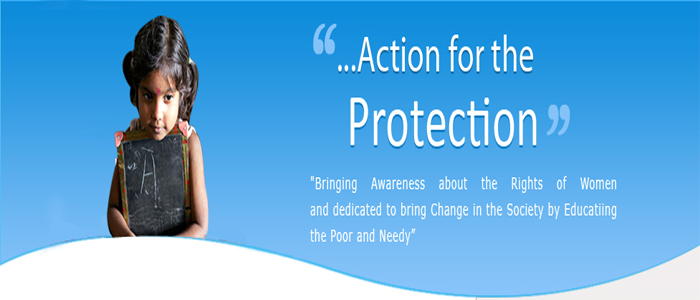 “...Action for the
Protection”
"Bringing Awareness about the Rights of Women
and dedicated to bring Change in the Society by Educatiing
the Poor and Needy”
A